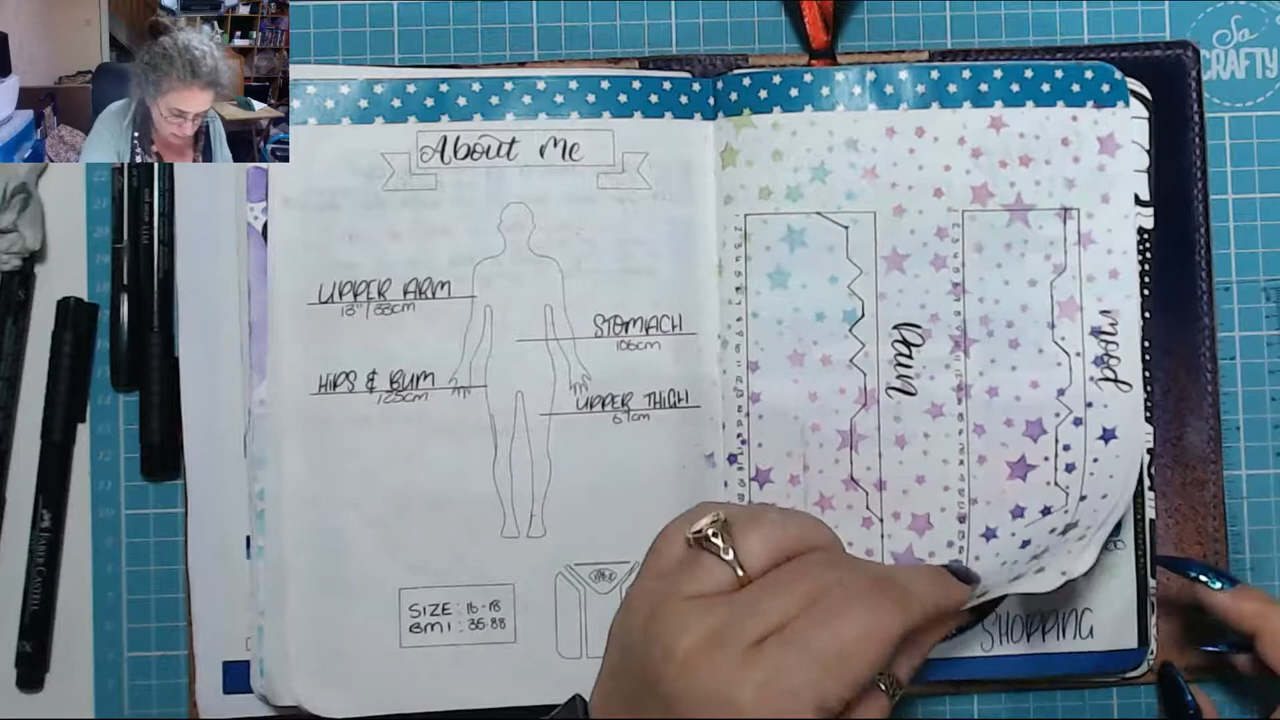 So
CRAFTY
About Me
UPPER ARM
13"/33cm
STOMACH
106cm
HIPS & BUM
125cm
UPPER THIGH
67cm
SIZE: 16-18
BMI: 35.88
Pain
mood
SHOPPING
FABER-CASTELL